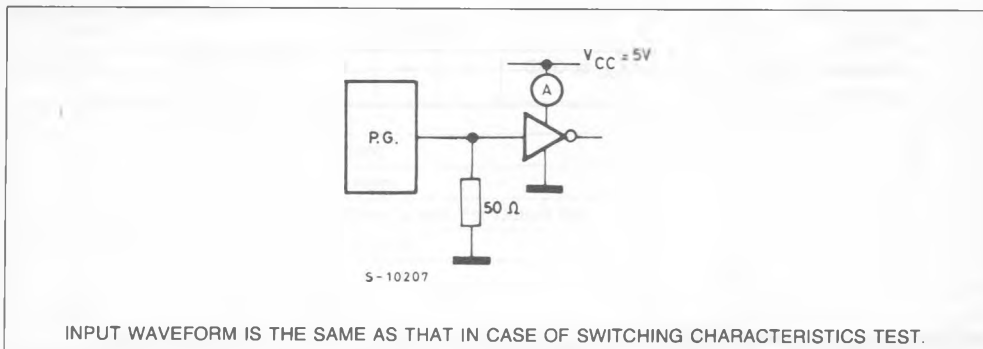 V CC = 5V
A
P.G.
50 Ω
S-10207
INPUT WAVEFORM IS THE SAME AS THAT IN CASE OF SWITCHING CHARACTERISTICS TEST.